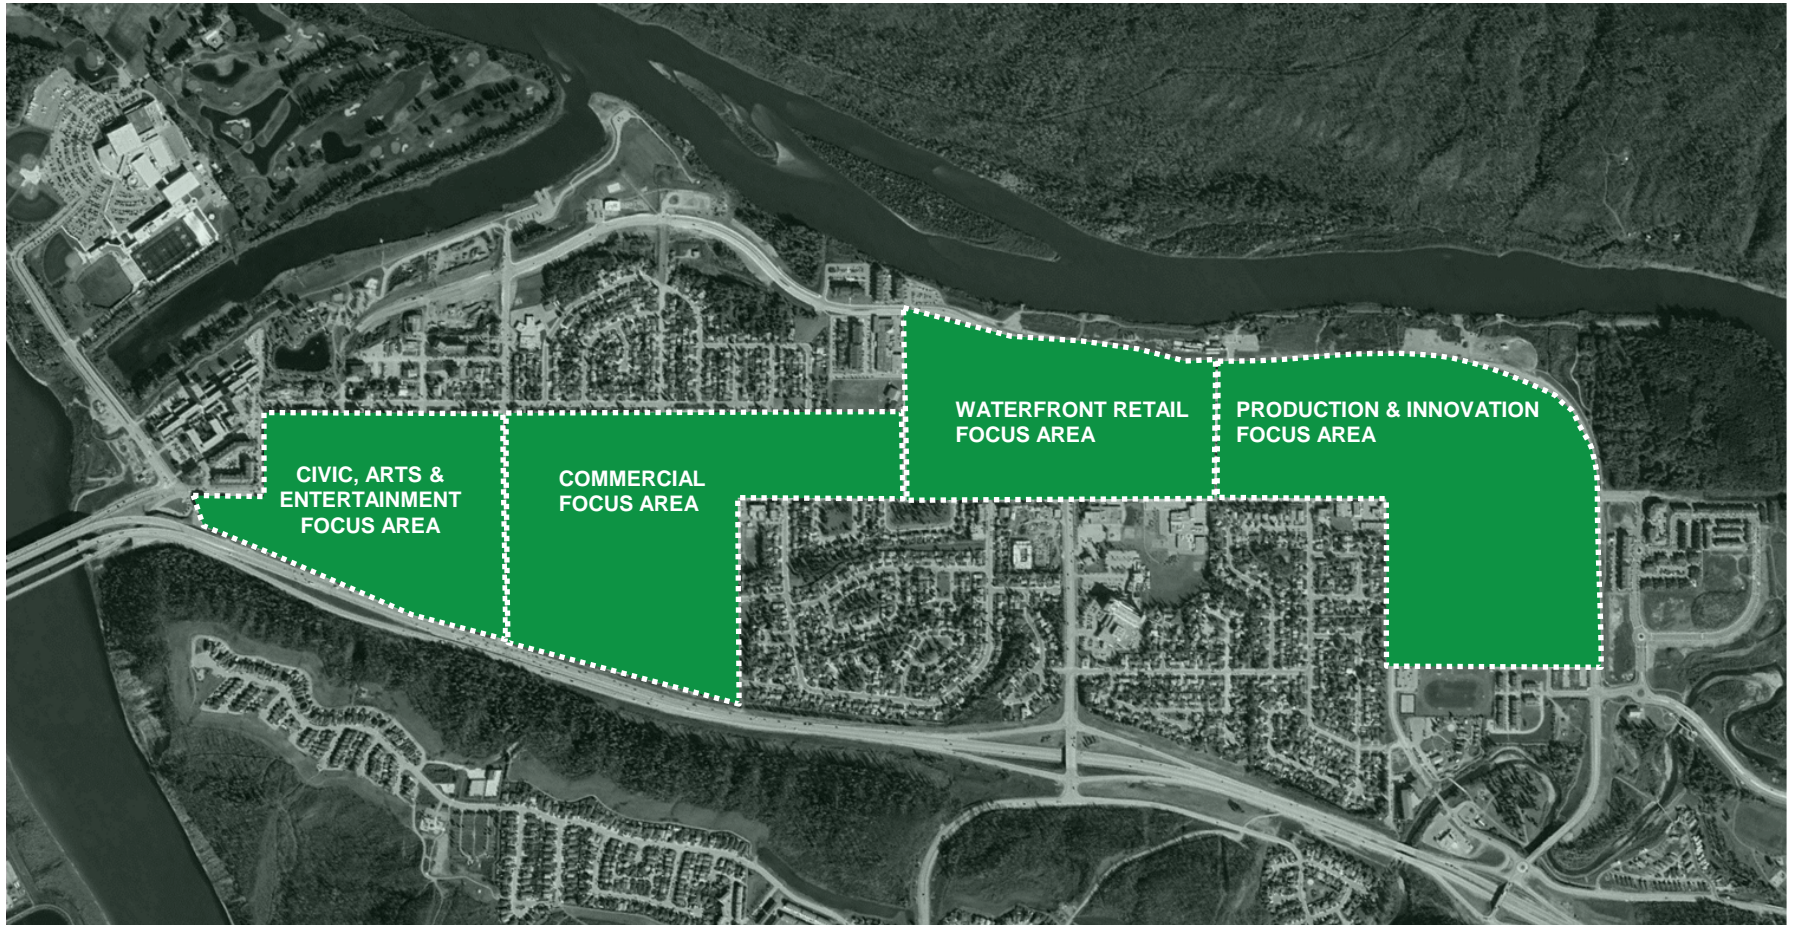 CIVIC, ARTS &
ENTERTAINMENT
FOCUS AREA
COMMERCIAL
FOCUS AREA
WATERFRONT RETAIL
FOCUS AREA
PRODUCTION & INNOVATION
FOCUS AREA